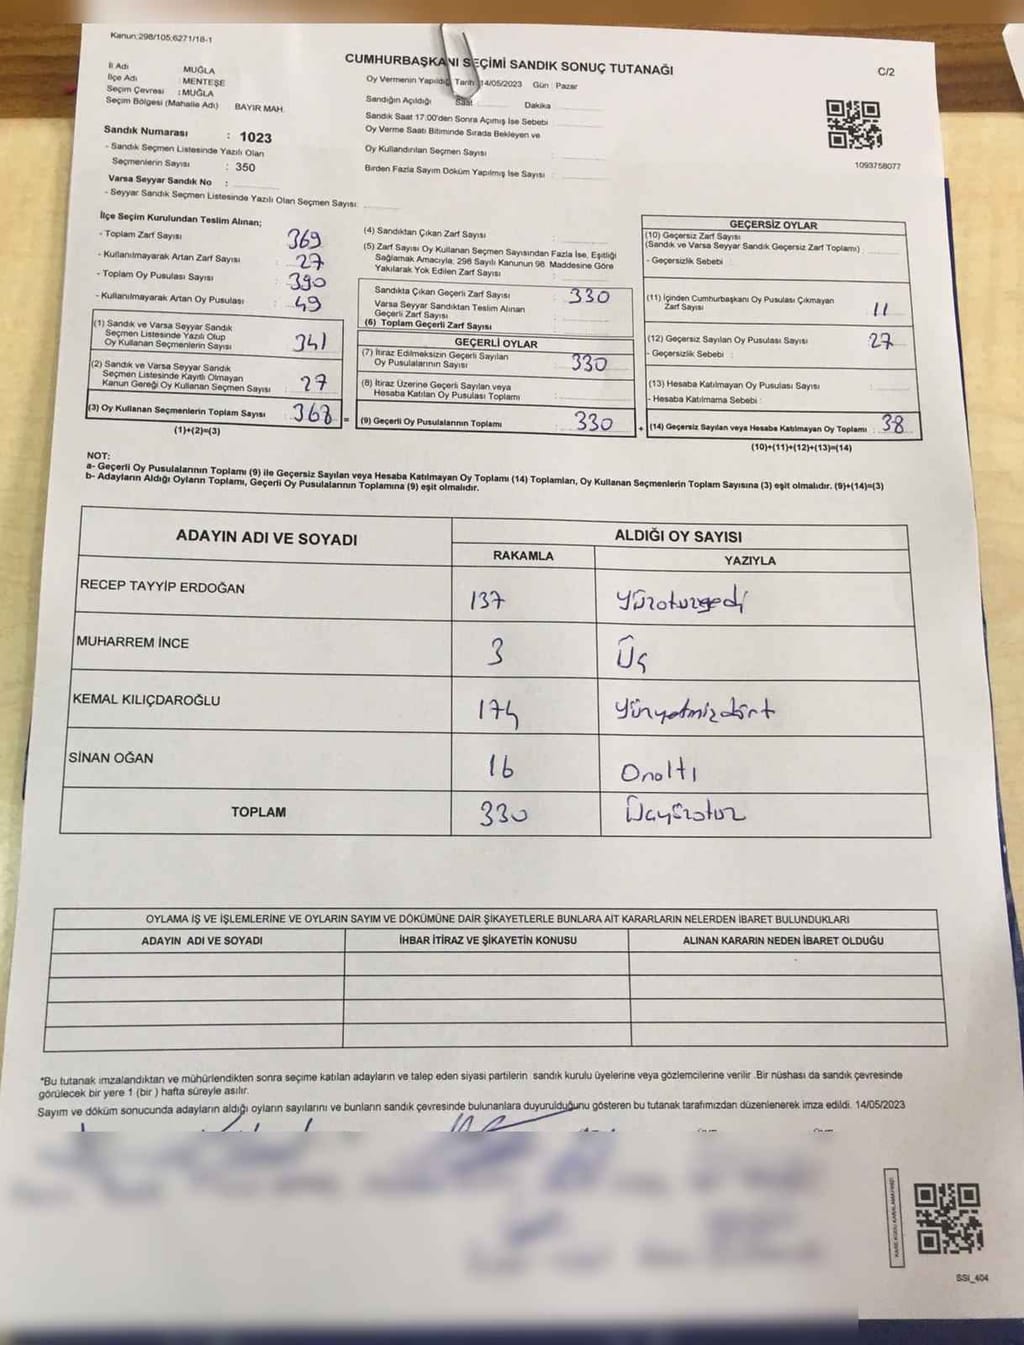 Kanun:298/105;6271/18-1
CUMHURBAŞKANI SEÇİMİ SANDIK SONUÇ TUTANAĞI
C/2
İl Adı MUĞLA
İlçe Adı : MENTEŞE
Seçim Çevresi : MUĞLA
Seçim Bölgesi (Mahalle Adı) BAYIR MAH.
Sandık Numarası : 1023
- Sandık Seçmen Listesinde Yazılı Olan
Seçmenlerin Sayısı : 350
Varsa Seyyar Sandık No :
- Seyyar Sandık Seçmen Listesinde Yazılı Olan Seçmen Sayısı:
Oy Vermenin Yapıldığı Tarih 14/05/2023 Gün : Pazar
Sandığın Açıldığı Saat Dakika
Sandık Saat 17.00'den Sonra Açımış İse Sebebi
Oy Verme Saati Bitiminde Sırada Bekleyen ve
Oy Kullandırılan Seçmen Sayısı
Birden Fazla Sayım Döküm Yapılmış İse Sayısı :
1093758077
İlçe Seçim Kurulundan Teslim Alınan;
- Toplam Zarf Sayısı : 369
- Kullanılmayarak Artan Zarf Sayısı : 27
- Toplam Oy Pusulası Sayısı : 390
- Kullanılmayarak Artan Oy Pusulası : 49
(1) Sandık ve Varsa Seyyar Sandık
Seçmen Listesinde Yazılı Olup
Oy Kullanan Seçmenlerin Sayısı 341
(2) Sandık ve Varsa Seyyar Sandık
Seçmen Listesinde Kayıtlı Olmayan
Kanun Gereği Oy Kullanan Seçmen Sayısı 27
(3) Oy Kullanan Seçmenlerin Toplam Sayısı : 368 =
(1)+(2)=(3)
(4) Sandıktan Çıkan Zarf Sayısı
(5) Zarf Sayısı Oy Kullanan Seçmen Sayısından Fazla İse, Eşitliği
Sağlamak Amacıyla; 298 Sayılı Kanunun 98. Maddesine Göre
Yakılarak Yok Edilen Zarf Sayısı
Sandıkta Çıkan Geçerli Zarf Sayısı 330
Varsa Seyyar Sandıktan Teslim Alınan
Geçerli Zarf Sayısı
(6) Toplam Geçerli Zarf Sayısı
GEÇERLİ OYLAR
(7) İtiraz Edilmeksizin Geçerli Sayılan
Oy Pusulalarının Sayısı 330
(8) İtiraz Üzerine Geçerli Sayılan veya
Hesaba Katılan Oy Pusulası Toplamı
(9) Geçerli Oy Pusulalarının Toplamı 330 +
GEÇERSİZ OYLAR
(10) Geçersiz Zarf Sayısı
(Sandık ve Varsa Seyyar Sandık Geçersiz Zarf Toplamı)
- Geçersizlik Sebebi :
(11) İçinden Cumhurbaşkanı Oy Pusulası Çıkmayan
Zarf Sayısı 11
(12) Geçersiz Sayılan Oy Pusulası Sayısı 27
- Geçersizlik Sebebi :
(13) Hesaba Katılmayan Oy Pusulası Sayısı
- Hesaba Katılmama Sebebi :
(14) Geçersiz Sayılan veya Hesaba Katılmayan Oy Toplamı : 38
(10)+(11)+(12)+(13)=(14)
NOT:
a- Geçerli Oy Pusulalarının Toplamı (9) ile Geçersiz Sayılan veya Hesaba Katılmayan Oy Toplamı (14) Toplamları, Oy Kullanan Seçmenlerin Toplam Sayısına (3) eşit olmalıdır. (9)+(14)=(3)
b- Adayların Aldığı Oyların Toplamı, Geçerli Oy Pusulalarının Toplamına (9) eşit olmalıdır.
ADAYIN ADI VE SOYADI ALDIĞI OY SAYISI
RAKAMLA YAZIYLA
RECEP TAYYİP ERDOĞAN 137 Yüzotuzyedi
MUHARREM İNCE 3 Üç
KEMAL KILIÇDAROĞLU 174 Yüzyetmişdört
SİNAN OĞAN 16 Onaltı
TOPLAM 330 Üçyüzotuz
OYLAMA İŞ VE İŞLEMLERİNE VE OYLARIN SAYIM VE DÖKÜMÜNE DAİR ŞİKAYETLERLE BUNLARA AİT KARARLARIN NELERDEN İBARET BULUNDUKLARI
ADAYIN ADI VE SOYADI İHBAR İTİRAZ VE ŞİKAYETİN KONUSU ALINAN KARARIN NEDEN İBARET OLDUĞU
*Bu tutanak imzalandıktan ve mühürlendikten sonra seçime katılan adayların ve talep eden siyasi partilerin sandık kurulu üyelerine veya gözlemcilerine verilir. Bir nüshası da sandık çevresinde
görülecek bir yere 1 (bir ) hafta süreyle asılır.
Sayım ve döküm sonucunda adayların aldığı oyların sayılarını ve bunların sandık çevresinde bulunanlara duyurulduğunu gösteren bu tutanak tarafımızdan düzenlenerek imza edildi. 14/05/2023
SSI_404